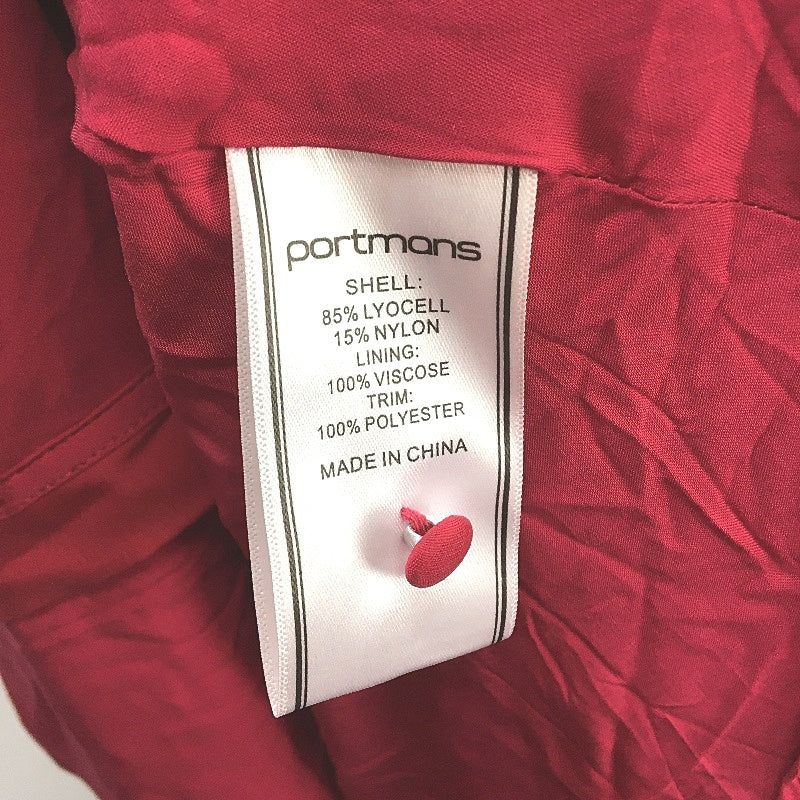 portmans
SHELL:
85% LYOCELL
15% NYLON
LINING:
100% VISCOSE
TRIM:
100% POLYESTER
MADE IN CHINA